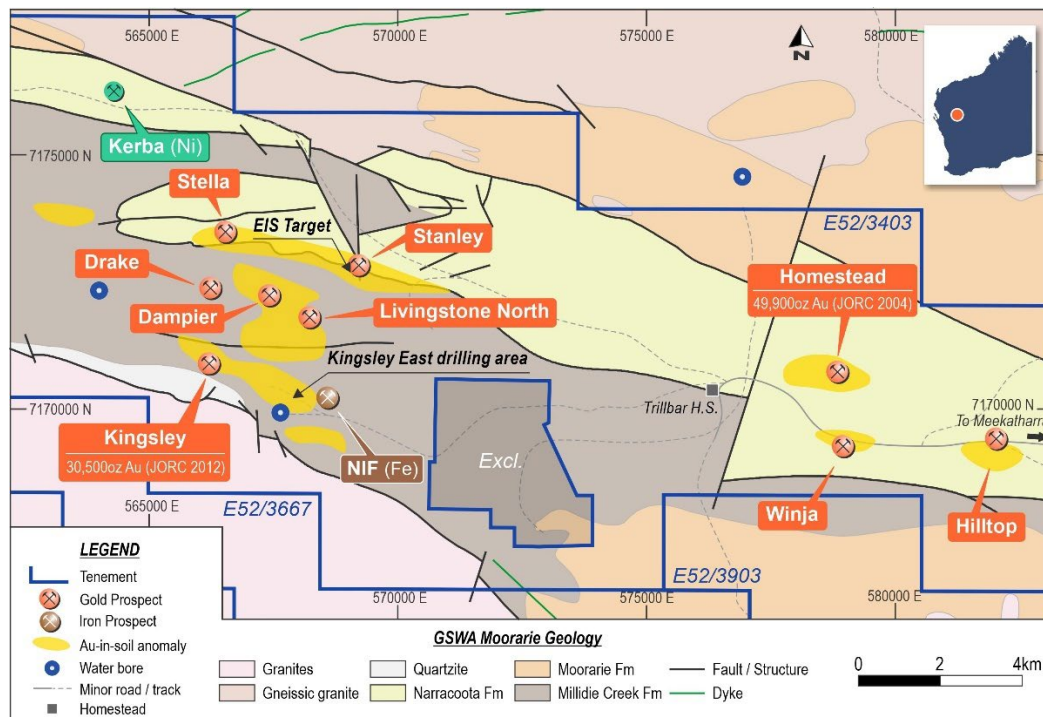 565000 E
570000 E
575000 E
580000 E
N
Kerba (Ni)
7175000 N
Stella
EIS Target
Stanley
E52/3403
Drake
Homestead
49,900oz Au (JORC 2004)
Dampier
Livingstone North
Kingsley East drilling area
Trillbar H.S.
7170000 N
To Meekatharra
7170000 N
Kingsley
30,500oz Au (JORC 2012)
NIF (Fe)
Excl.
Winja
Hilltop
565000 E
E52/3667
E52/3903
570000 E
575000 E
580000 E
LEGEND
Tenement
Gold Prospect
Iron Prospect
Au-in-soil anomaly
Water bore
Minor road / track
Homestead
GSWA Moorarie Geology
Granites
Quartzite
Moorarie Fm
Fault / Structure
Gneissic granite
Narracoota Fm
Millidie Creek Fm
Dyke
0 2 4km